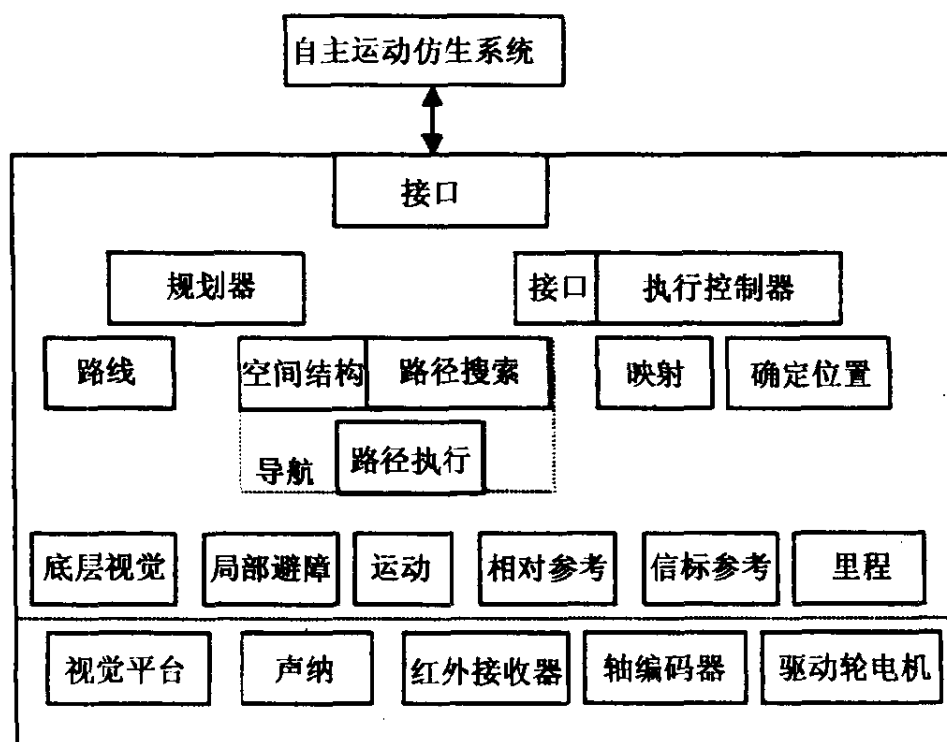 自主运动仿生系统
接口
规划器
接口 执行控制器
路线 空间结构 路径搜索 映射 确定位置
导航 路径执行
底层视觉 局部避障 运动 相对参考 信标参考 里程
视觉平台 声纳 红外接收器 轴编码器 驱动轮电机